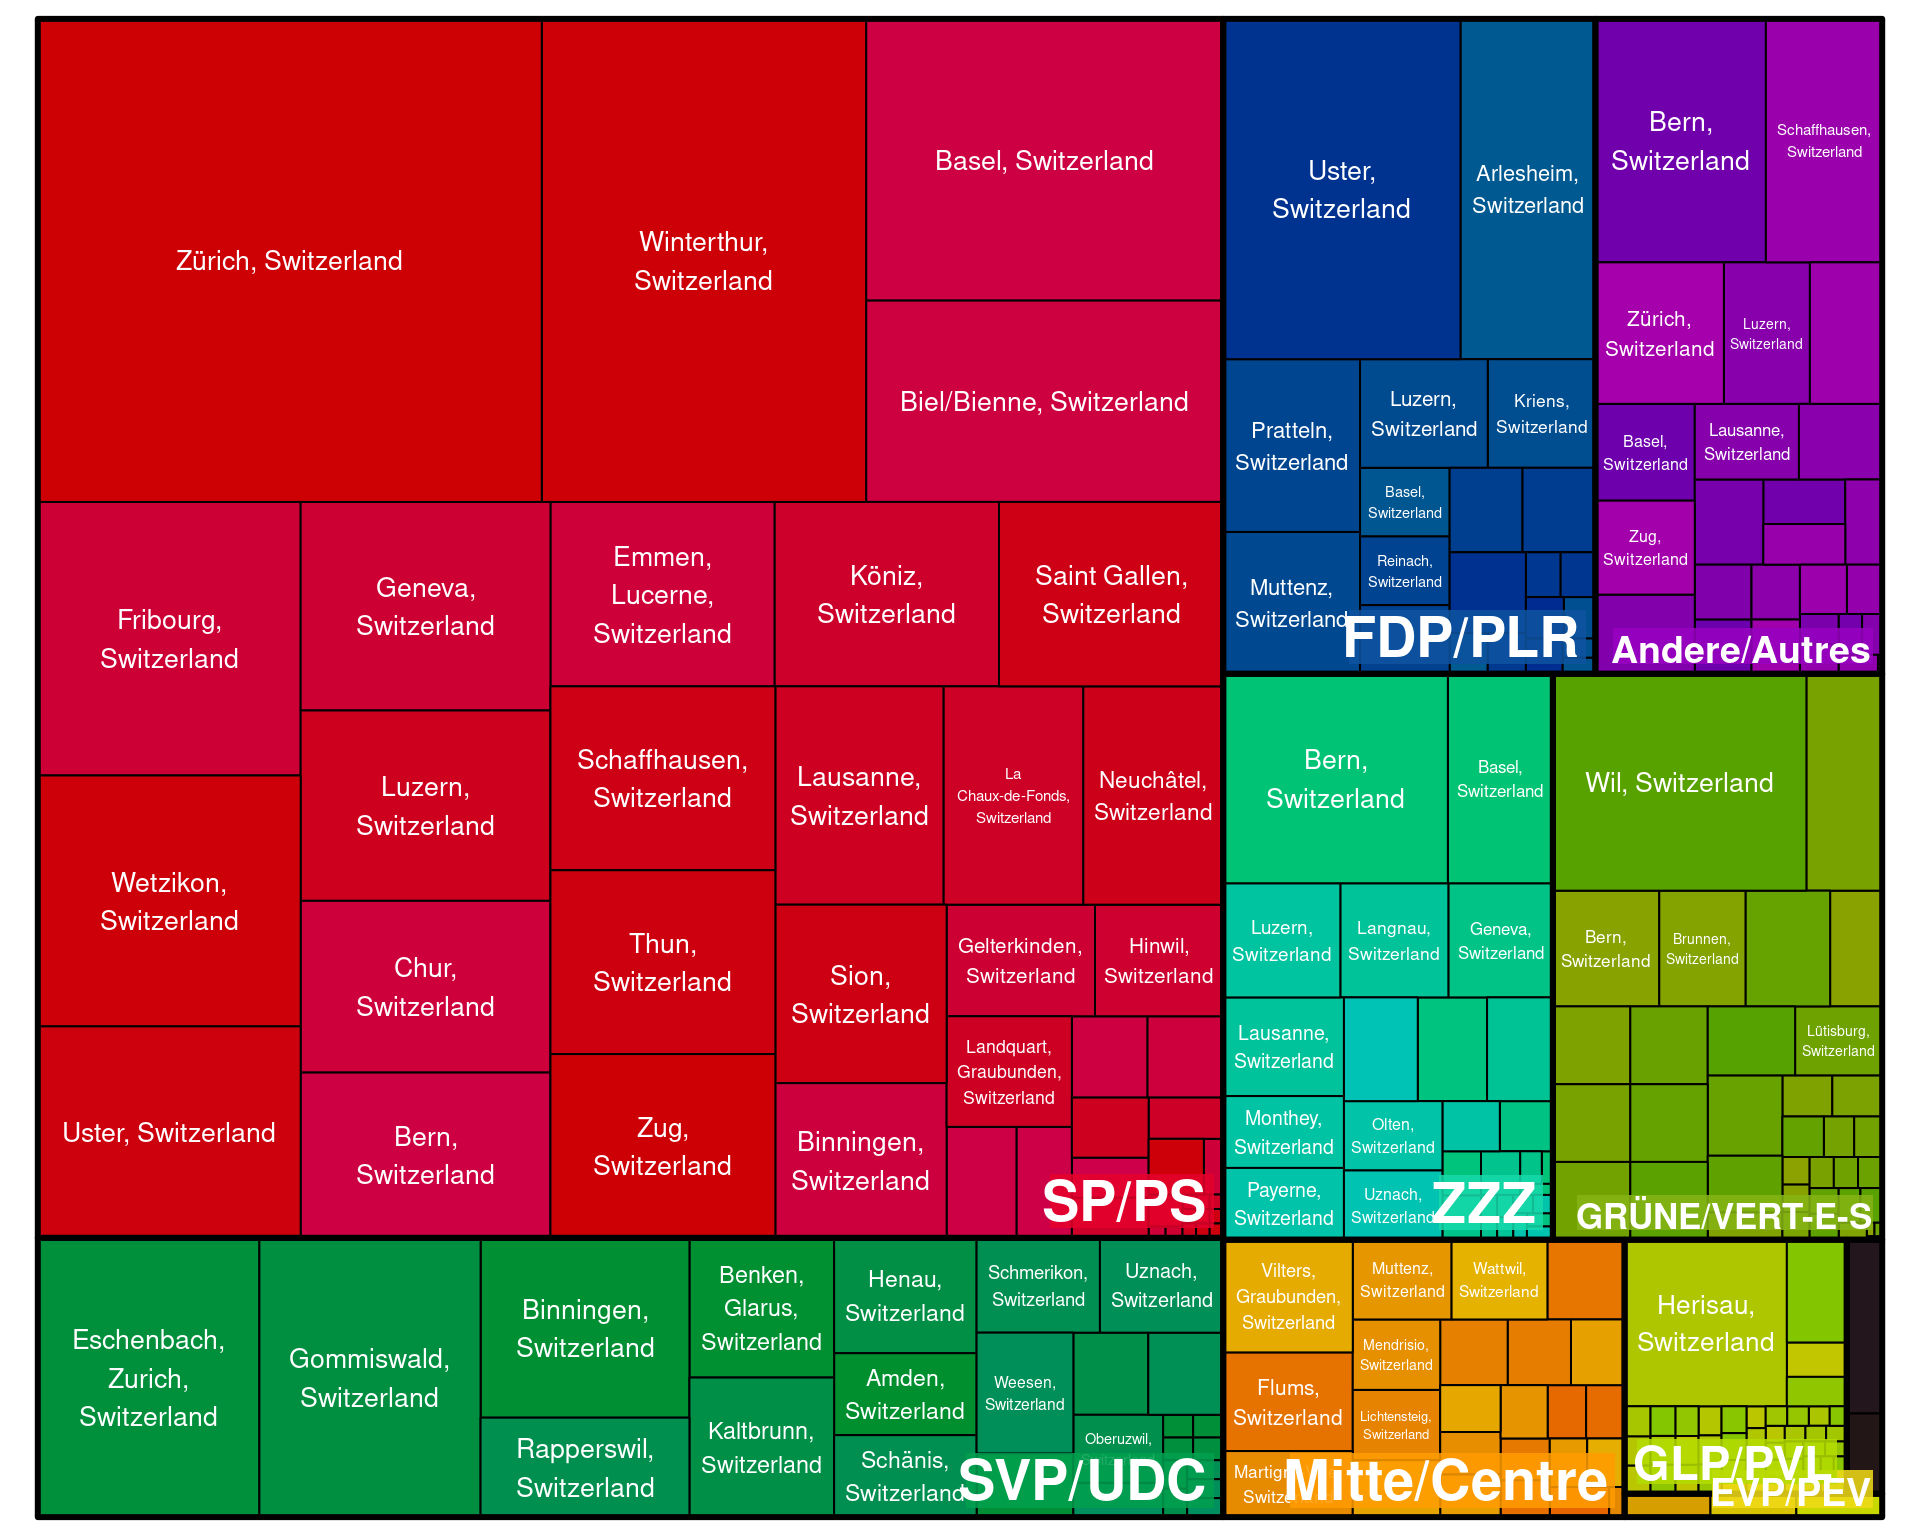 Zürich, Switzerland
Winterthur,
Switzerland
Basel, Switzerland
Biel/Bienne, Switzerland
Fribourg,
Switzerland
Geneva,
Switzerland
Emmen,
Lucerne,
Switzerland
Köniz,
Switzerland
Saint Gallen,
Switzerland
Wetzikon,
Switzerland
Luzern,
Switzerland
Schaffhausen,
Switzerland
Lausanne,
Switzerland
La
Chaux-de-Fonds,
Switzerland
Neuchâtel,
Switzerland
Chur,
Switzerland
Thun,
Switzerland
Sion,
Switzerland
Gelterkinden,
Switzerland
Hinwil,
Switzerland
Landquart,
Graubunden,
Switzerland
Uster, Switzerland
Bern,
Switzerland
Zug,
Switzerland
Binningen,
Switzerland
SP/PS
Uster,
Switzerland
Arlesheim,
Switzerland
Pratteln,
Switzerland
Luzern,
Switzerland
Kriens,
Switzerland
Basel,
Switzerland
Reinach,
Switzerland
Muttenz,
Switzerland
FDP/PLR
Bern,
Switzerland
Schaffhausen,
Switzerland
Zürich,
Switzerland
Luzern,
Switzerland
Basel,
Switzerland
Lausanne,
Switzerland
Zug,
Switzerland
Andere/Autres
Bern,
Switzerland
Basel,
Switzerland
Luzern,
Switzerland
Langnau,
Switzerland
Geneva,
Switzerland
Lausanne,
Switzerland
Monthey,
Switzerland
Olten,
Switzerland
Payerne,
Switzerland
Uznach,
Switzerland
ZZZ
Wil, Switzerland
Bern,
Switzerland
Brunnen,
Switzerland
Lütisburg,
Switzerland
GRÜNE/VERT-E-S
Eschenbach,
Zurich,
Switzerland
Gommiswald,
Switzerland
Binningen,
Switzerland
Rapperswil,
Switzerland
Benken,
Glarus,
Switzerland
Kaltbrunn,
Switzerland
Henau,
Switzerland
Amden,
Switzerland
Schänis,
Switzerland
Schmerikon,
Switzerland
Uznach,
Switzerland
Weesen,
Switzerland
Oberuzwil,
SVP/UDC
Vilters,
Graubunden,
Switzerland
Muttenz,
Switzerland
Wattwil,
Switzerland
Mendrisio,
Switzerland
Flums,
Switzerland
Lichtensteig,
Switzerland
Mitte/Centre
Herisau,
Switzerland
GLP/PVL
EVP/PEV